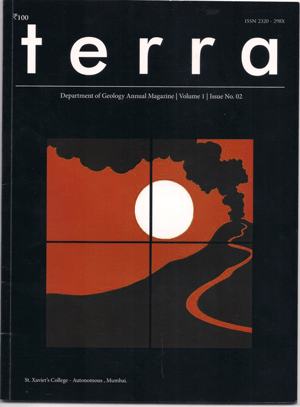 ₹100
ISSN 2320 - 298X
terra
Department of Geology Annual Magazine | Volume 1 | Issue No. 02
St. Xavier's College - Autonomous , Mumbai.